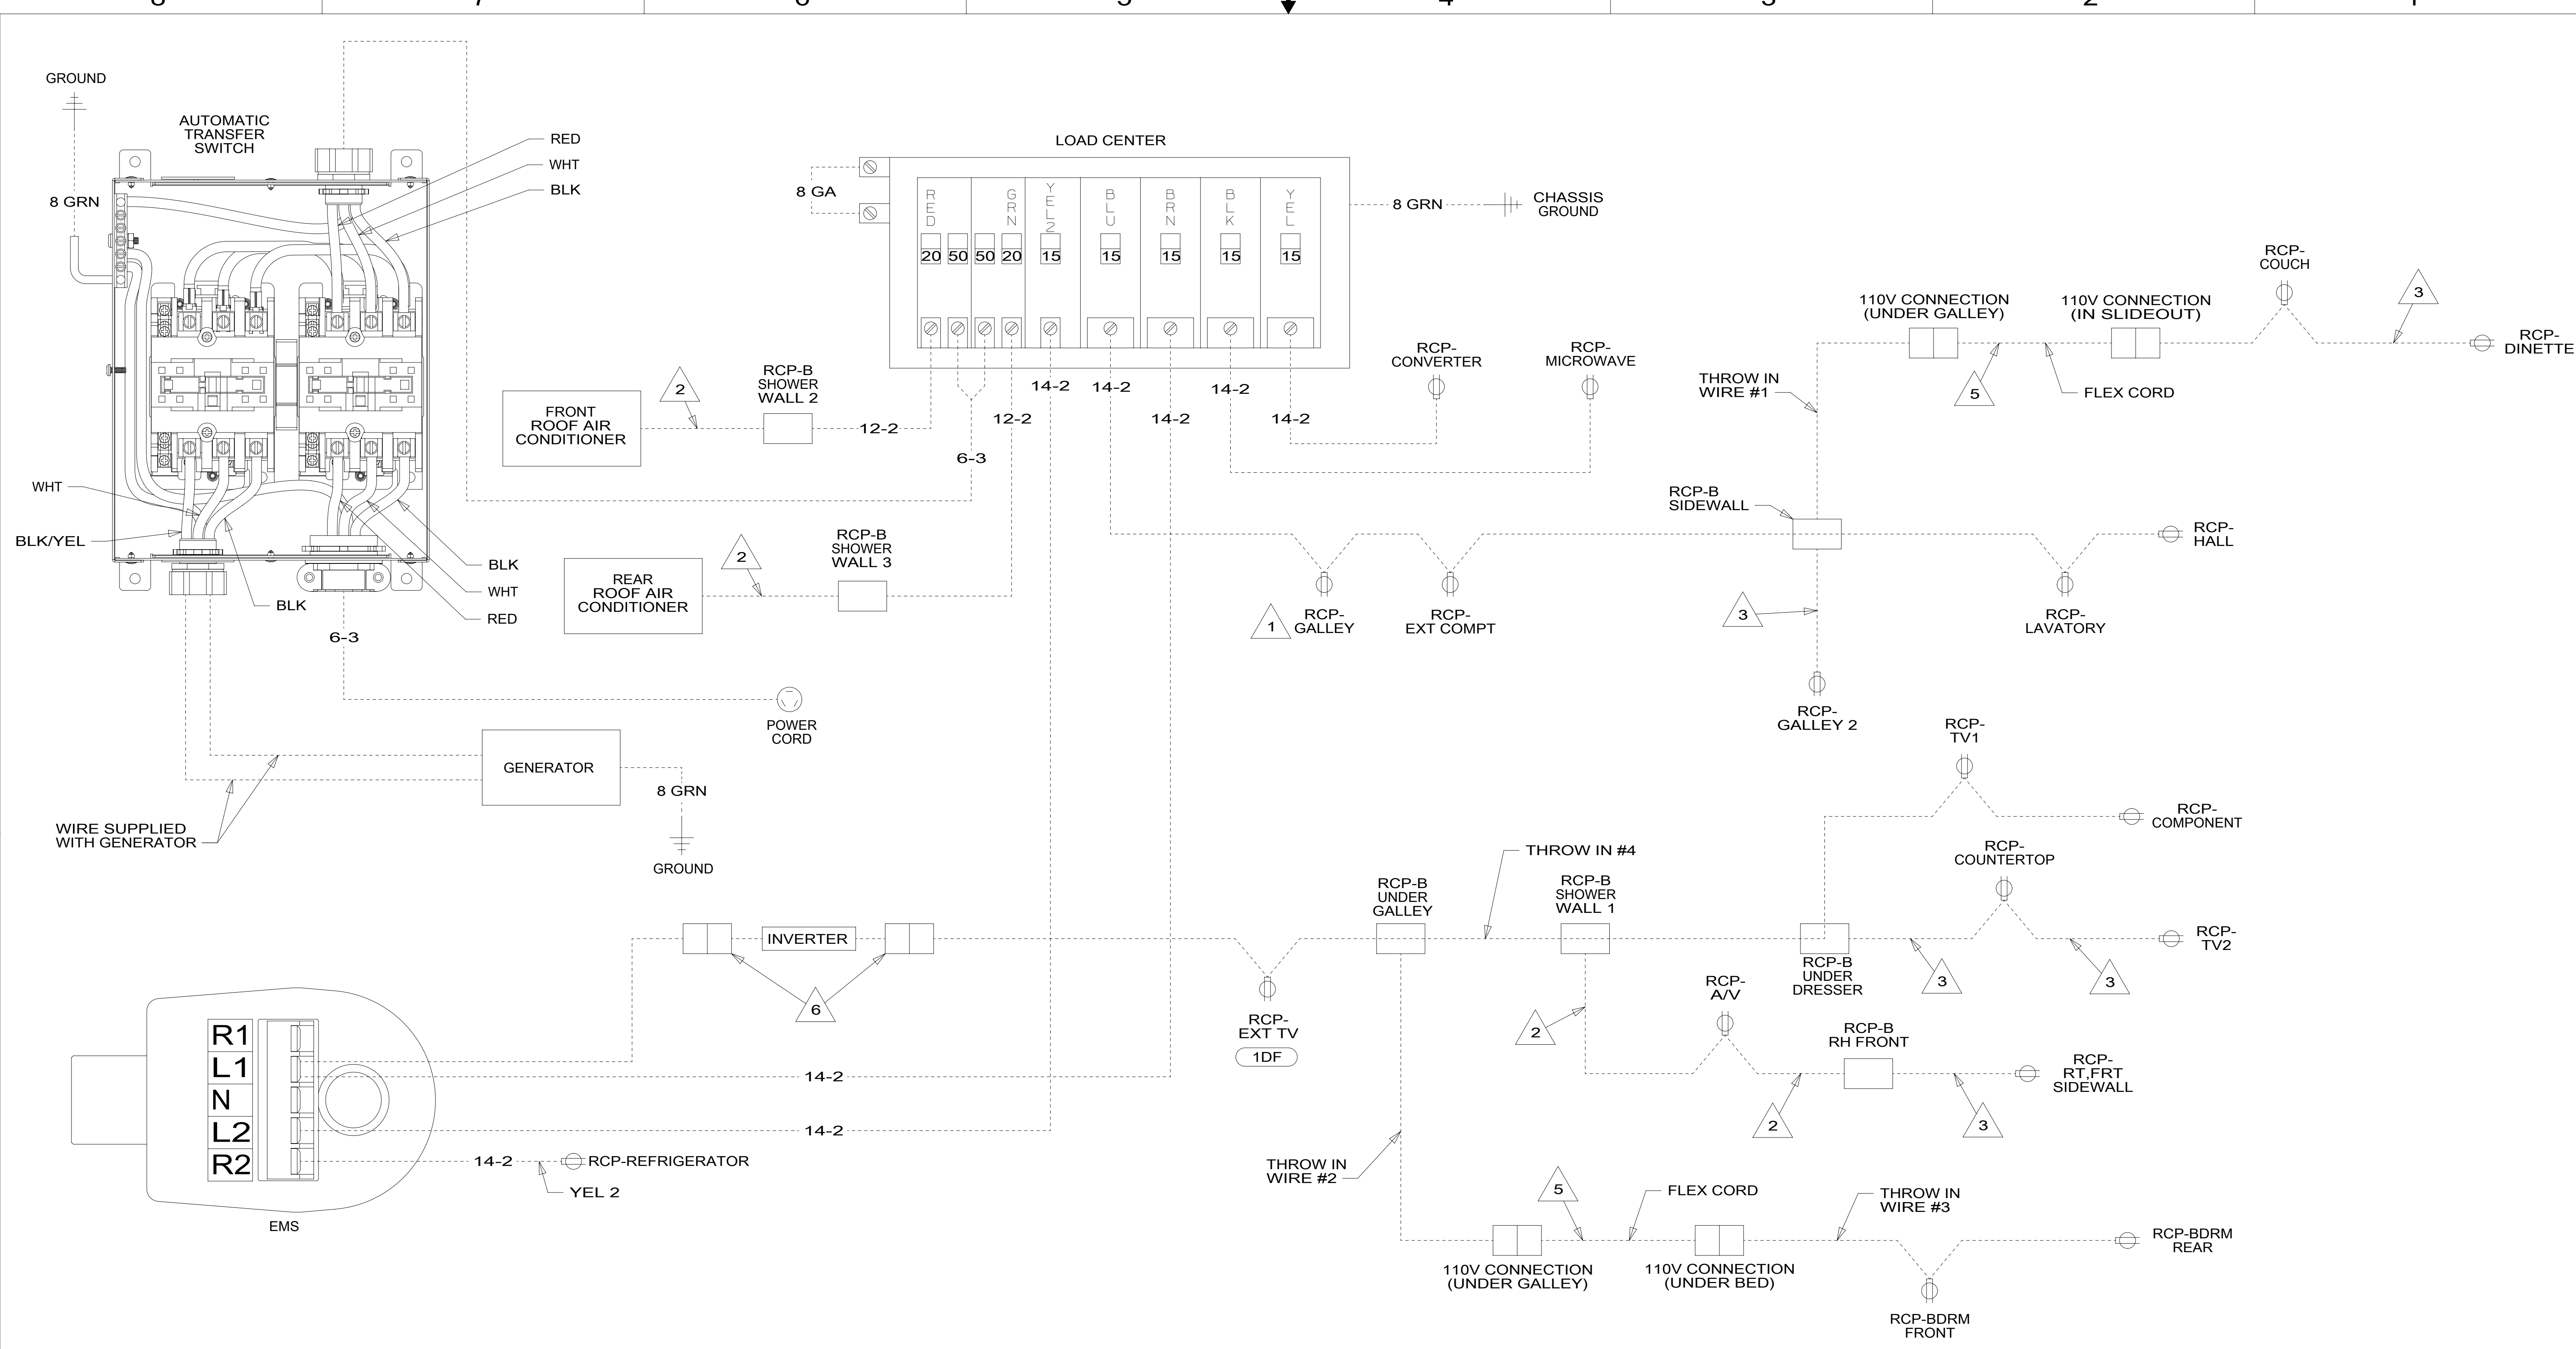 GROUND
8 GRN
AUTOMATIC
TRANSFER
SWITCH
RED
WHT
BLK
WHT
BLK/YEL
BLK
BLK
WHT
RED
6-3
LOAD CENTER
8 GA
RED
GRN
YEL2
BLU
BRN
BLK
YEL
20
50
50
20
15
15
15
15
15
8 GRN
CHASSIS
GROUND
FRONT
ROOF AIR
CONDITIONER
2
RCP-B
SHOWER
WALL 2
12-2
6-3
12-2
14-2
14-2
14-2
14-2
14-2
RCP-
CONVERTER
RCP-
MICROWAVE
REAR
ROOF AIR
CONDITIONER
2
RCP-B
SHOWER
WALL 3
POWER
CORD
GENERATOR
8 GRN
GROUND
WIRE SUPPLIED
WITH GENERATOR
THROW IN
WIRE #1
110V CONNECTION
(UNDER GALLEY)
5
FLEX CORD
110V CONNECTION
(IN SLIDEOUT)
RCP-
COUCH
3
RCP-
DINETTE
RCP-B
SIDEWALL
1
RCP-
GALLEY
RCP-
EXT COMPT
3
RCP-
GALLEY 2
RCP-
LAVATORY
RCP-
HALL
RCP-
TV1
RCP-
COMPONENT
RCP-
COUNTERTOP
RCP-
TV2
3
3
RCP-B
UNDER
DRESSER
THROW IN #4
RCP-B
UNDER
GALLEY
RCP-B
SHOWER
WALL 1
INVERTER
6
RCP-
EXT TV
1DF
2
RCP-
A/V
2
RCP-B
RH FRONT
3
RCP-
RT,FRT
SIDEWALL
THROW IN
WIRE #2
5
FLEX CORD
THROW IN
WIRE #3
110V CONNECTION
(UNDER GALLEY)
110V CONNECTION
(UNDER BED)
RCP-BDRM
FRONT
RCP-BDRM
REAR
R1
L1
N
L2
R2
14-2
14-2
14-2
RCP-REFRIGERATOR
YEL 2
EMS